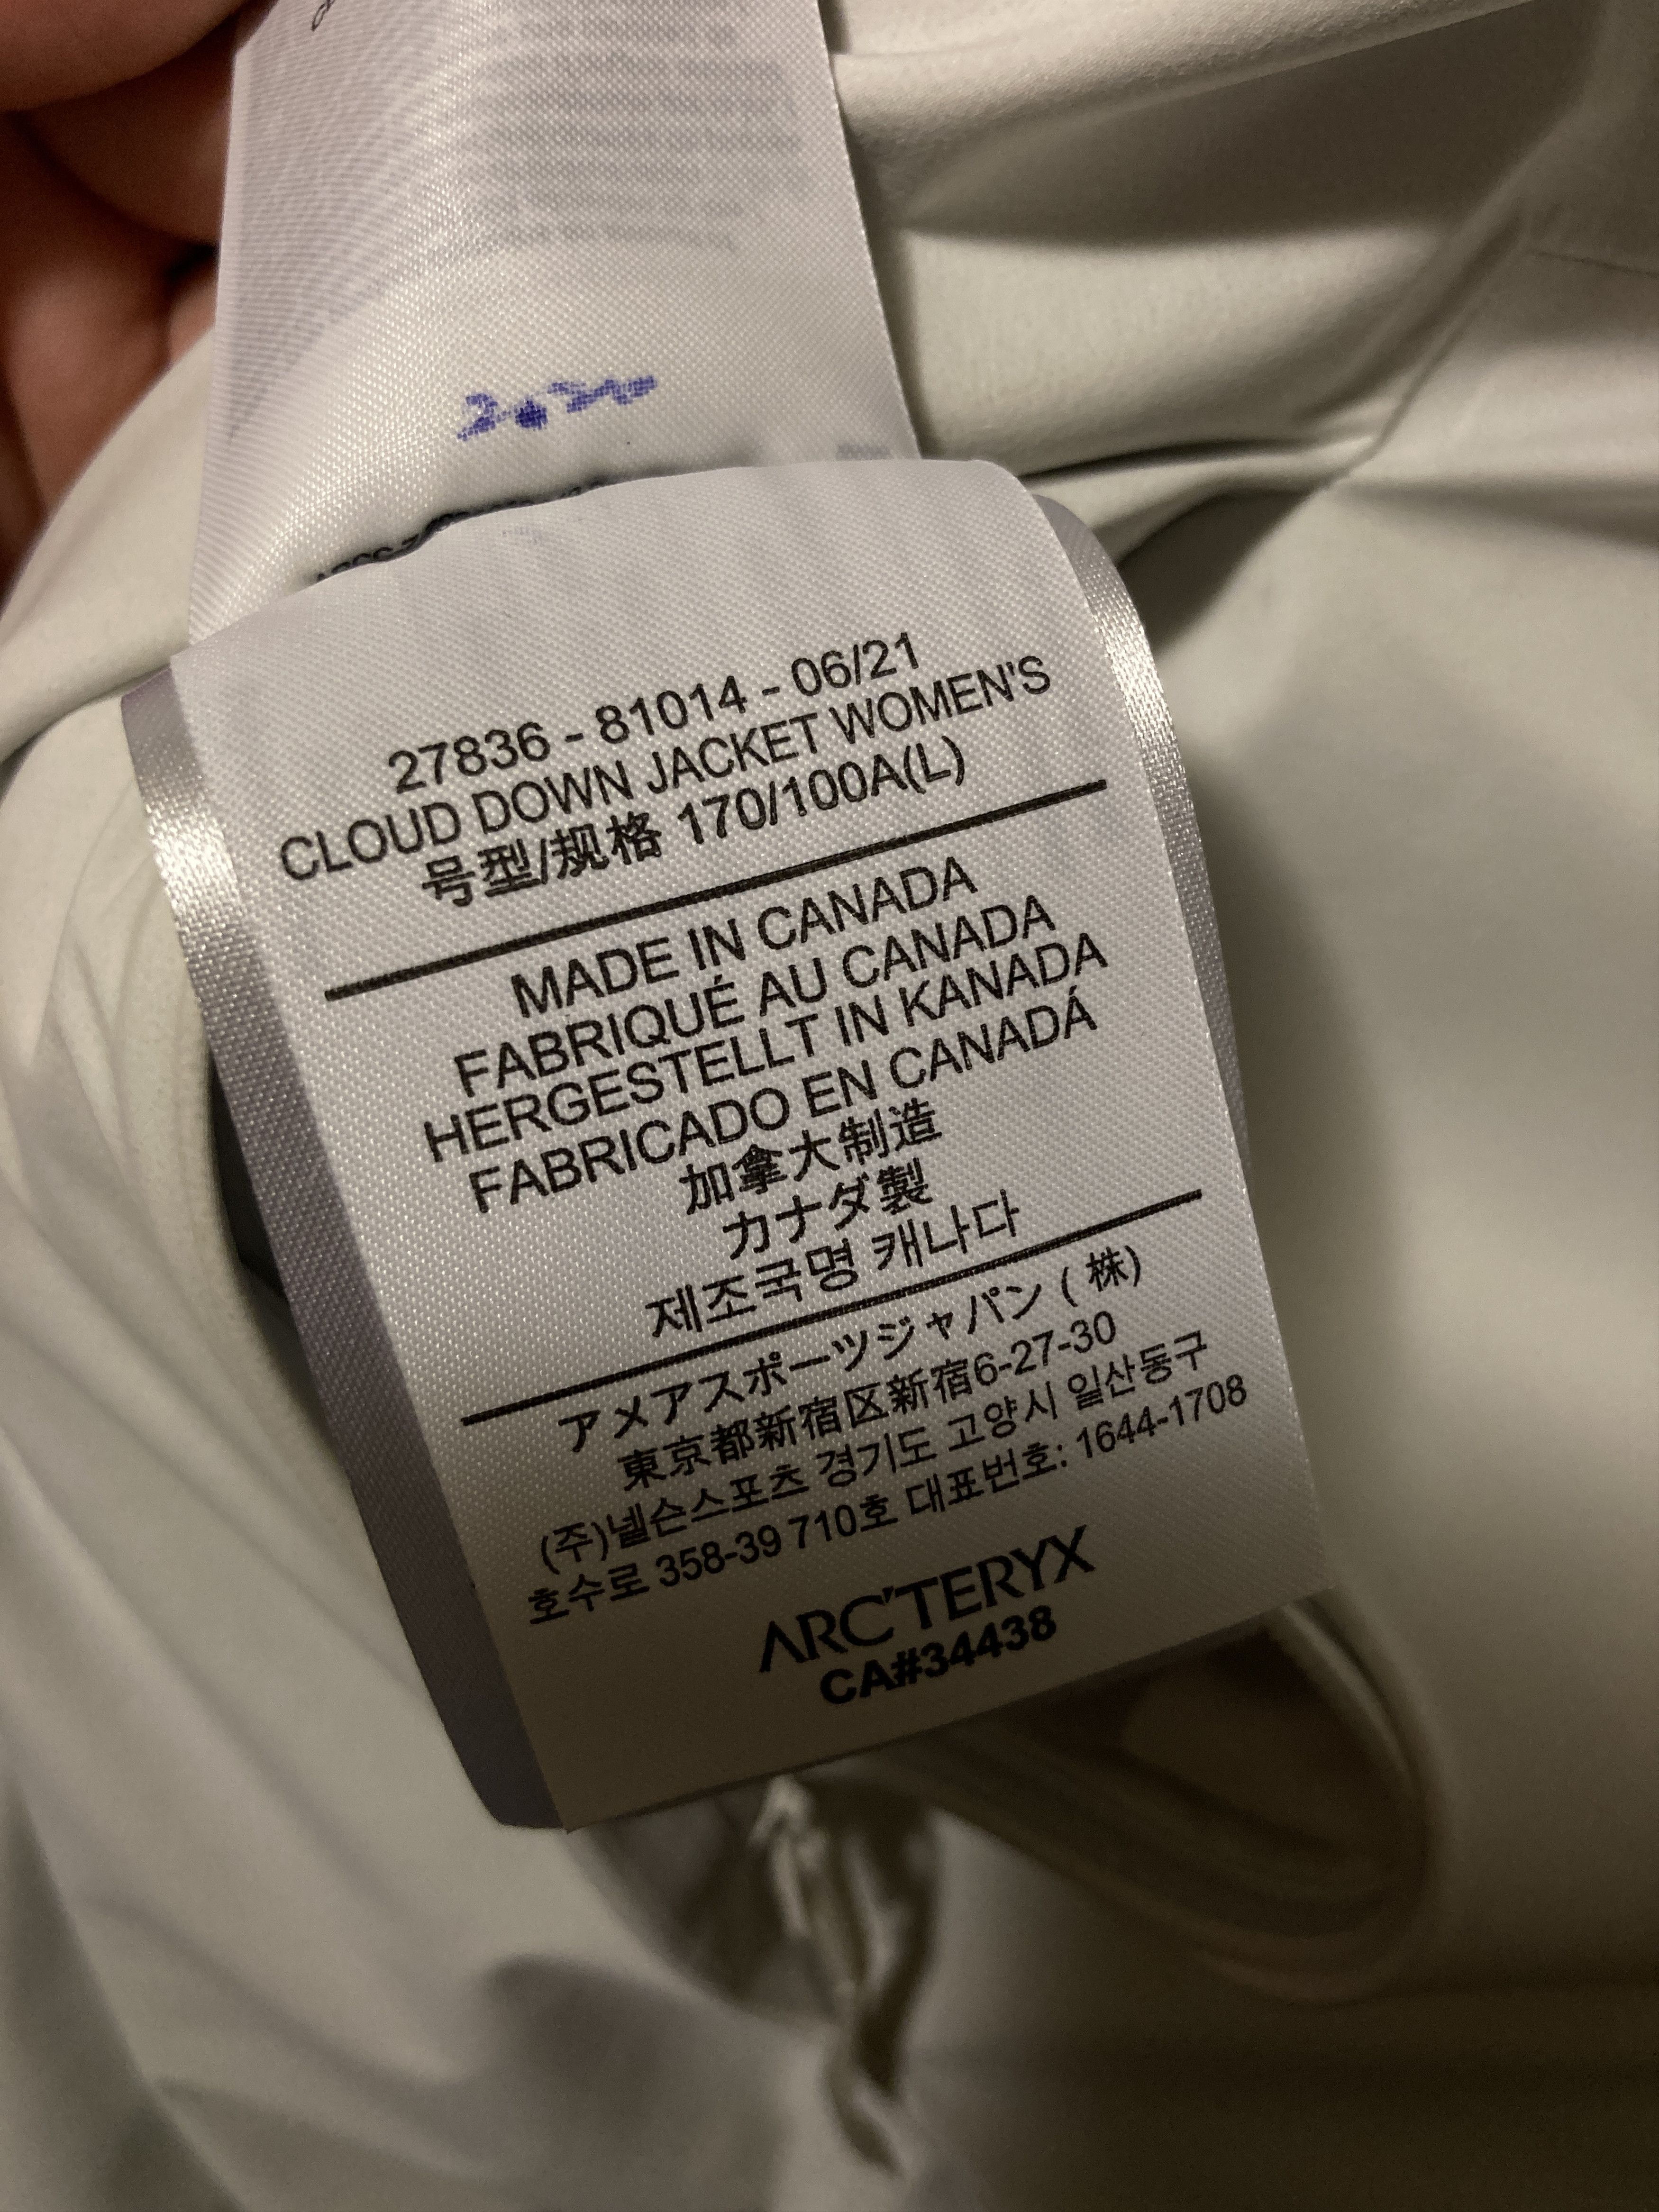 27836 - 81014 - 06/21
CLOUD DOWN JACKET WOMEN'S
号型/规格 170/100A(L)
MADE IN CANADA
FABRIQUÉ AU CANADA
HERGESTELLT IN KANADA
FABRICADO EN CANADÁ
加拿大制造
カナダ製
제조국명 캐나다
アメアスポーツジャパン ( 株)
東京都新宿区新宿6-27-30
(주)넬슨스포츠 경기도 고양시 일산동구
호수로 358-39 710호 대표번호: 1644-1708
ARC'TERYX
CA#34438